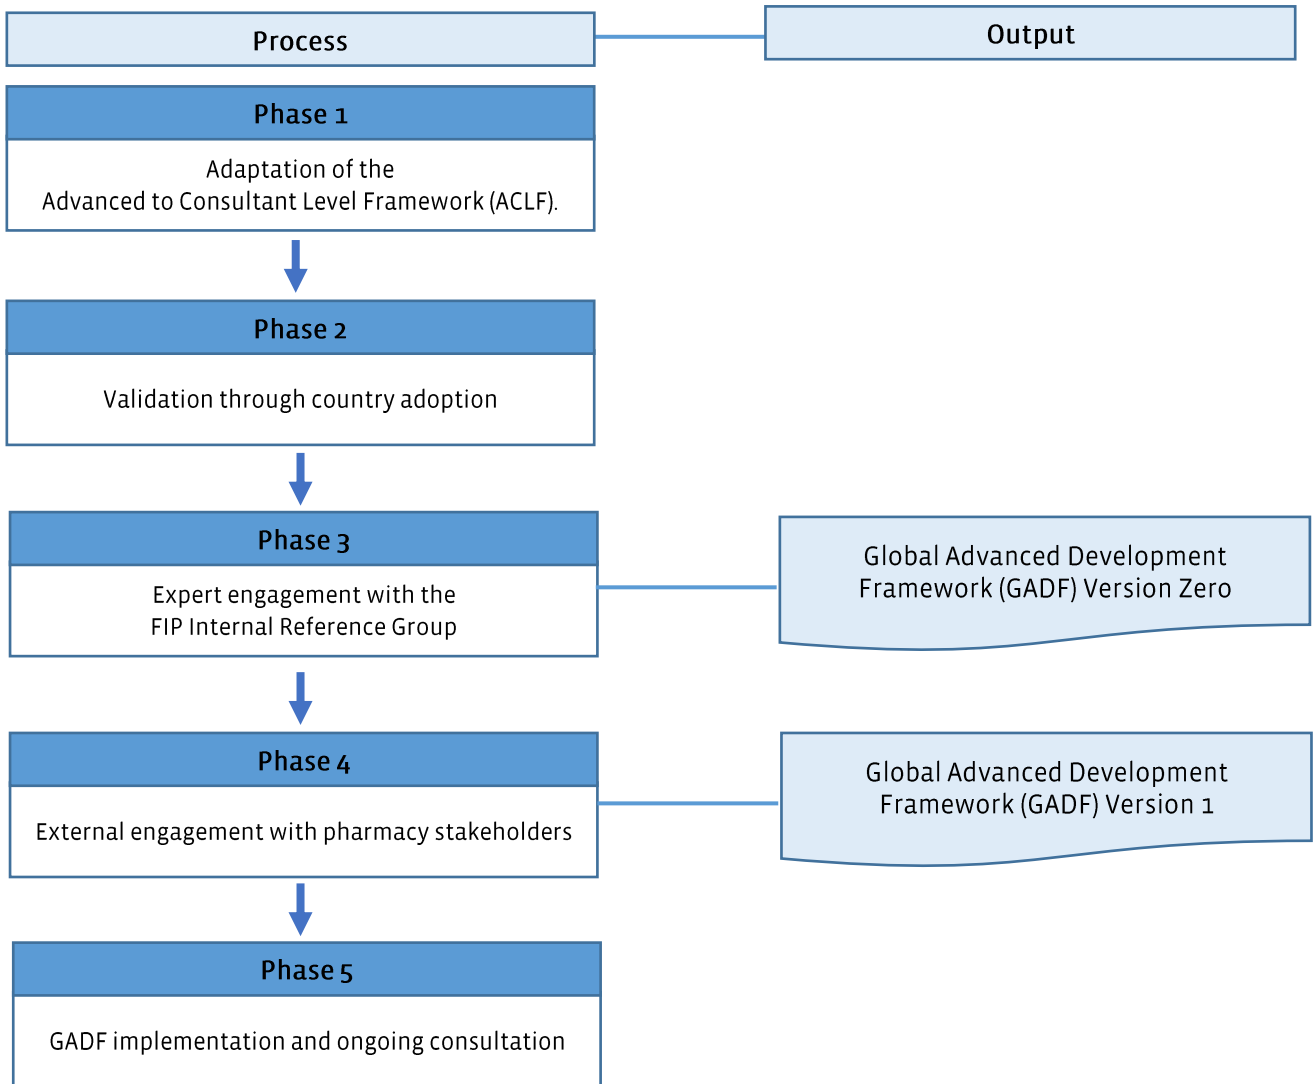 Process
Output
Phase 1
Adaptation of the
Advanced to Consultant Level Framework (ACLF).
Phase 2
Validation through country adoption
Phase 3
Expert engagement with the
FIP Internal Reference Group
Global Advanced Development
Framework (GADF) Version Zero
Phase 4
External engagement with pharmacy stakeholders
Global Advanced Development
Framework (GADF) Version 1
Phase 5
GADF implementation and ongoing consultation